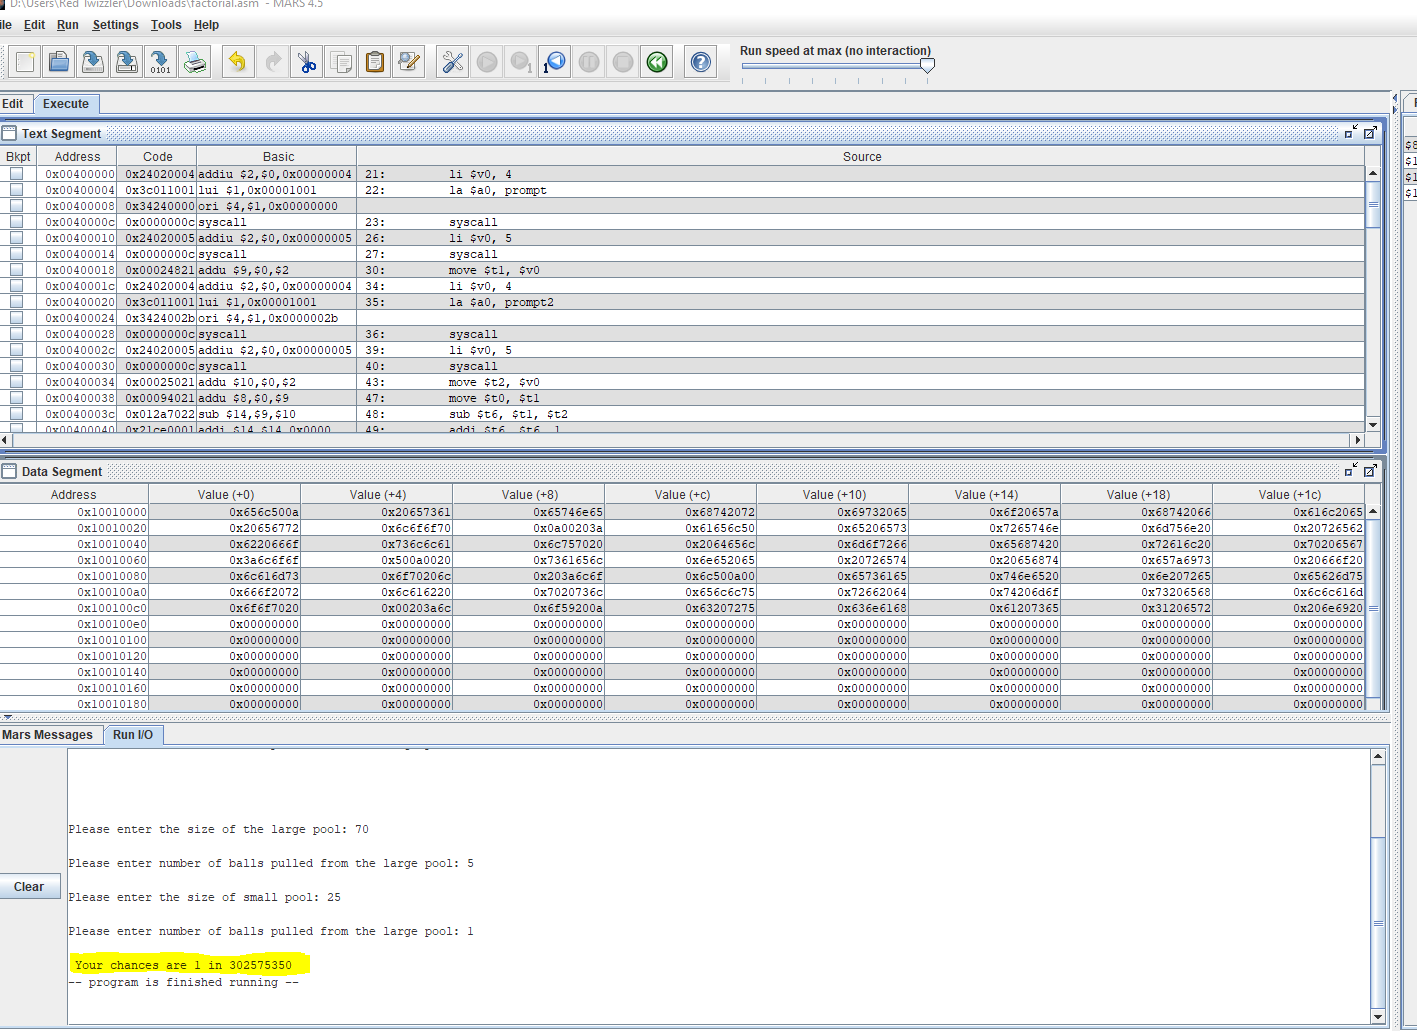 D:\Users\Red Twizzler\Downloads\factorial.asm - MARS 4.5
ile Edit Run Settings Tools Help
Run speed at max (no interaction)
Edit Execute
Text Segment
Bkpt Address Code Basic Source
0x00400000 0x24020004 addiu $2,$0,0x00000004 21: li $v0, 4
0x00400004 0x3c011001 lui $1,0x00001001 22: la $a0, prompt
0x00400008 0x34240000 ori $4,$1,0x00000000
0x0040000c 0x0000000c syscall 23: syscall
0x00400010 0x24020005 addiu $2,$0,0x00000005 26: li $v0, 5
0x00400014 0x0000000c syscall 27: syscall
0x00400018 0x00024821 addu $9,$0,$2 30: move $t1, $v0
0x0040001c 0x24020004 addiu $2,$0,0x00000004 34: li $v0, 4
0x00400020 0x3c011001 lui $1,0x00001001 35: la $a0, prompt2
0x00400024 0x3424002b ori $4,$1,0x0000002b
0x00400028 0x0000000c syscall 36: syscall
0x0040002c 0x24020005 addiu $2,$0,0x00000005 39: li $v0, 5
0x00400030 0x0000000c syscall 40: syscall
0x00400034 0x00025021 addu $10,$0,$2 43: move $t2, $v0
0x00400038 0x00094021 addu $8,$0,$9 47: move $t0, $t1
0x0040003c 0x012a7022 sub $14,$9,$10 48: sub $t6, $t1, $t2
0x00400040 0x21ce0001 addi $14,$14,0x0000 49: addi $t6, $t6, 1
Data Segment
Address Value (+0) Value (+4) Value (+8) Value (+c) Value (+10) Value (+14) Value (+18) Value (+1c)
0x10010000 0x656c500a 0x20657361 0x65746e65 0x68742072 0x69732065 0x6f20657a 0x68742066 0x616c2065
0x10010020 0x20656772 0x6c6f6f70 0x0a00203a 0x61656c50 0x65206573 0x7265746e 0x6d756e20 0x20726562
0x10010040 0x6220666f 0x736c6c61 0x6c757020 0x2064656c 0x6d6f7266 0x65687420 0x72616c20 0x70206567
0x10010060 0x3a6c6f6f 0x500a0020 0x7361656c 0x6e652065 0x20726574 0x20656874 0x657a6973 0x20666f20
0x10010080 0x6c616d73 0x6f70206c 0x203a6c6f 0x6c500a00 0x65736165 0x746e6520 0x6e207265 0x65626d75
0x100100a0 0x666f2072 0x6c616220 0x7020736c 0x656c6c75 0x72662064 0x74206d6f 0x73206568 0x6c6c616d
0x100100c0 0x6f6f7020 0x00203a6c 0x6f59200a 0x63207275 0x636e6168 0x61207365 0x31206572 0x206e6920
0x100100e0 0x00000000 0x00000000 0x00000000 0x00000000 0x00000000 0x00000000 0x00000000 0x00000000
0x10010100 0x00000000 0x00000000 0x00000000 0x00000000 0x00000000 0x00000000 0x00000000 0x00000000
0x10010120 0x00000000 0x00000000 0x00000000 0x00000000 0x00000000 0x00000000 0x00000000 0x00000000
0x10010140 0x00000000 0x00000000 0x00000000 0x00000000 0x00000000 0x00000000 0x00000000 0x00000000
0x10010160 0x00000000 0x00000000 0x00000000 0x00000000 0x00000000 0x00000000 0x00000000 0x00000000
0x10010180 0x00000000 0x00000000 0x00000000 0x00000000 0x00000000 0x00000000 0x00000000 0x00000000
Mars Messages Run I/O
Please enter the size of the large pool: 70
Please enter number of balls pulled from the large pool: 5
Clear
Please enter the size of small pool: 25
Please enter number of balls pulled from the large pool: 1
Your chances are 1 in 302575350
-- program is finished running --